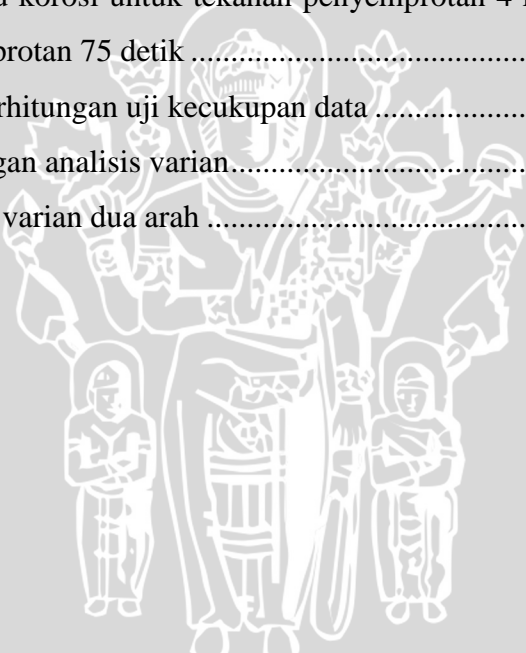 korosi untuk tekanan penyemprotan 4
protan 75 detik ..........................................
rhitungan uji kecukupan data ..................
gan analisis varian......................................
varian dua arah ..........................................